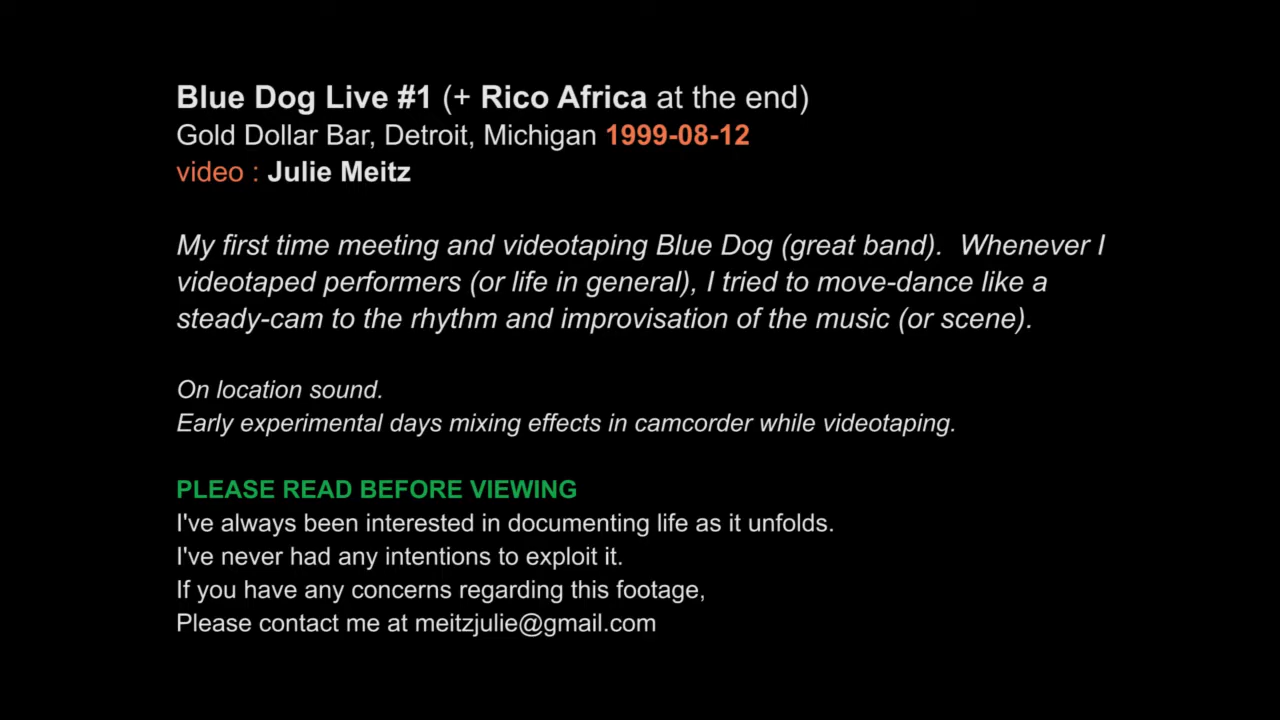 Blue Dog Live #1 (+ Rico Africa at the end)
Gold Dollar Bar, Detroit, Michigan 1999-08-12
video : Julie Meitz
My first time meeting and videotaping Blue Dog (great band).  Whenever I
videotaped performers (or life in general), I tried to move-dance like a
steady-cam to the rhythm and improvisation of the music (or scene).
On location sound.
Early experimental days mixing effects in camcorder while videotaping.
PLEASE READ BEFORE VIEWING
I've always been interested in documenting life as it unfolds.
I've never had any intentions to exploit it.
If you have any concerns regarding this footage,
Please contact me at meitzjulie@gmail.com